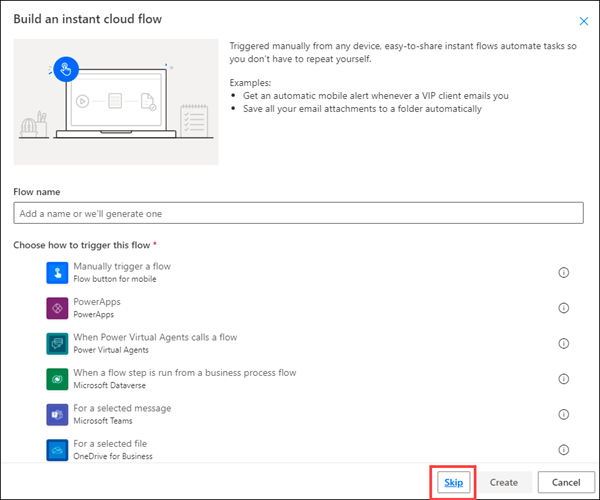 Build an instant cloud flow
Triggered manually from any device, easy-to-share instant flows automate tasks so
you don't have to repeat yourself.
Examples:
• Get an automatic mobile alert whenever a VIP client emails you
• Save all your email attachments to a folder automatically
Flow name
Add a name or we'll generate one
Choose how to trigger this flow *
Manually trigger a flow
Flow button for mobile
PowerApps
PowerApps
When Power Virtual Agents calls a flow
Power Virtual Agents
When a flow step is run from a business process flow
Microsoft Dataverse
For a selected message
Microsoft Teams
For a selected file
OneDrive for Business
Skip
Create
Cancel